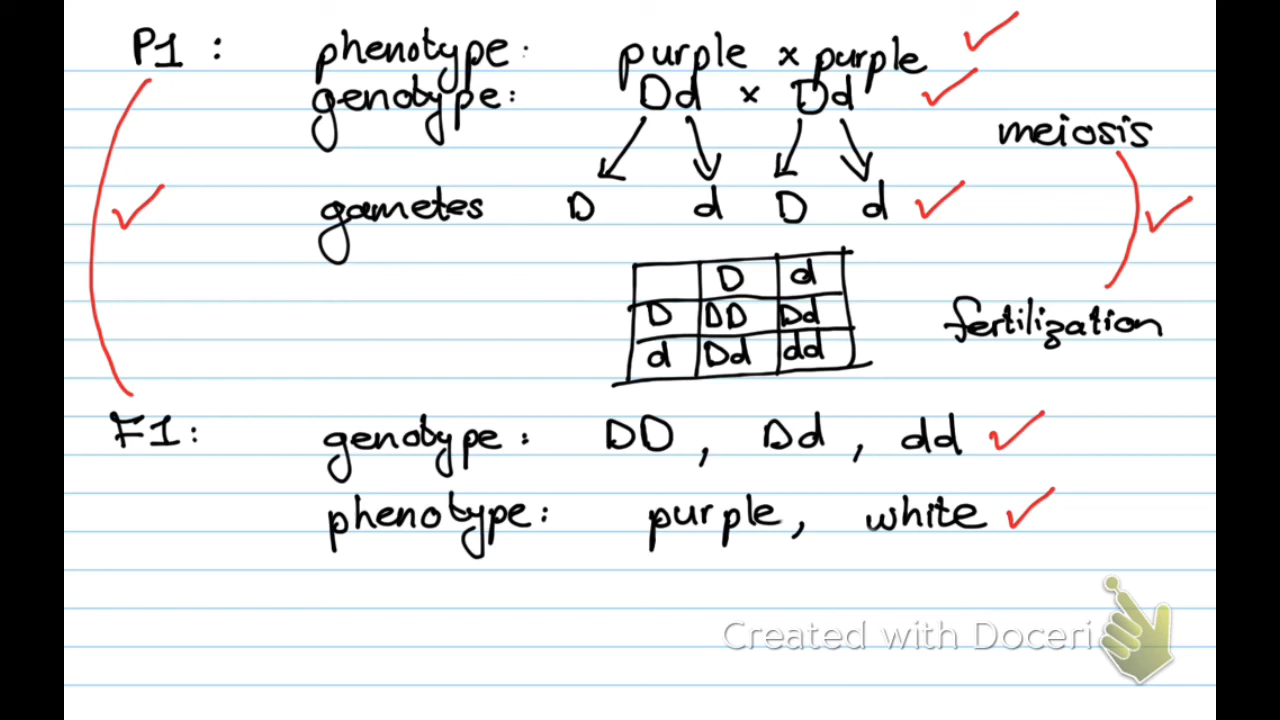 P1 : phenotype: purple x purple
genotype: Dd x Dd
meiosis
gametes D d D d
D d
D DD Dd
d Dd dd
fertilization
F1: genotype: DD, Dd, dd
phenotype: purple, white
Created with Doceri